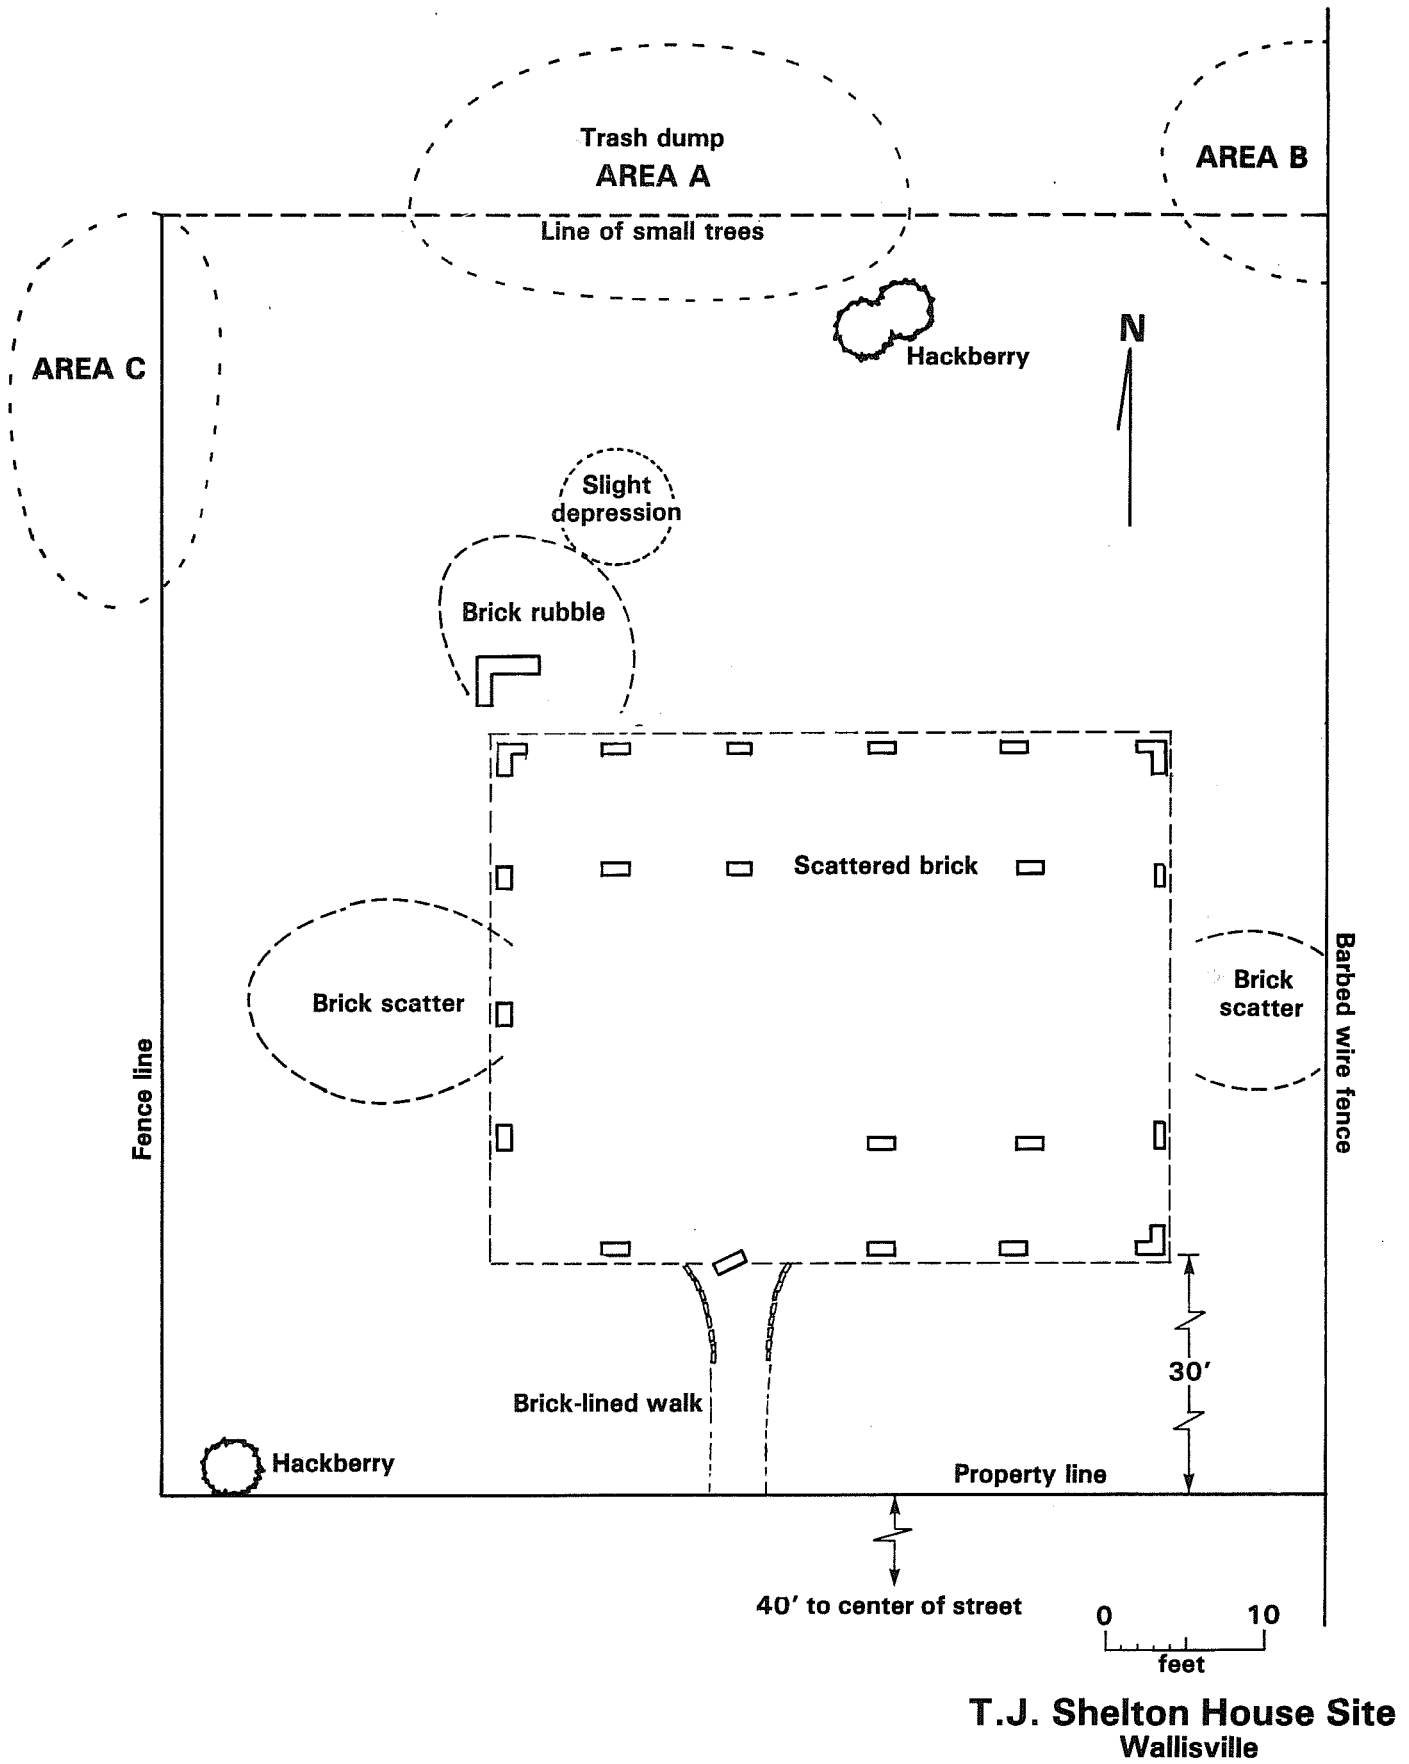 Trash dump
AREA A
AREA B
Line of small trees
N
Hackberry
AREA C
Slight
depression
Brick rubble
Scattered brick
Brick scatter
Brick
scatter
Barbed wire fence
Fence line
30'
Brick-lined walk
Hackberry
Property line
40' to center of street
0 10
feet
T.J. Shelton House Site
Wallisville